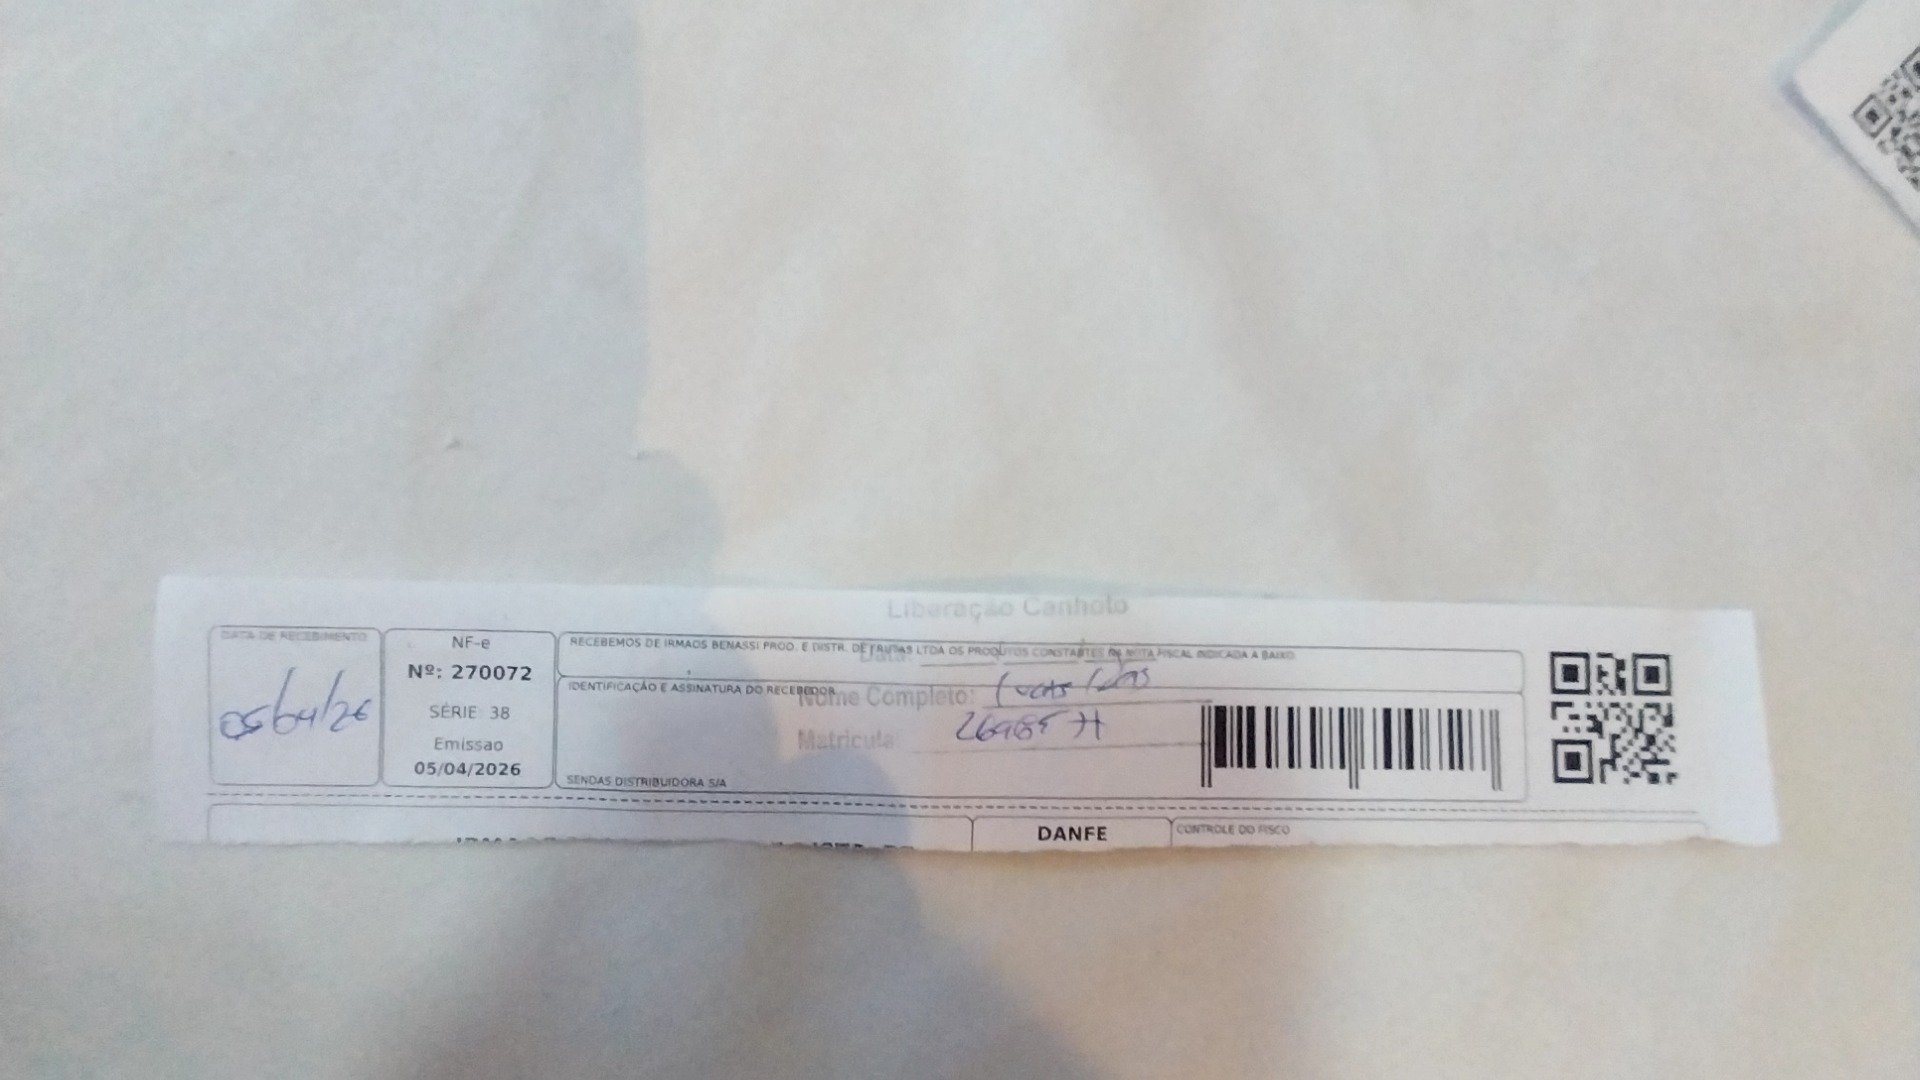 Liberação Canhoto
DATA DE RECEBIMENTO
05/04/26
NF-e
Nº: 270072
SÉRIE 38
Emissao
05/04/2026
RECEBEMOS DE IRMAOS BENASSI PROD. E DISTR. DE FRUTAS LTDA OS PRODUTOS CONSTANTES NA NOTA FISCAL INDICADA A BAIXO
Data:
IDENTIFICAÇÃO E ASSINATURA DO RECEBEDOR
Nome Completo: Lucas
Matricula
SENDAS DISTRIBUIDORA S/A
DANFE
CONTROLE DO FISCO